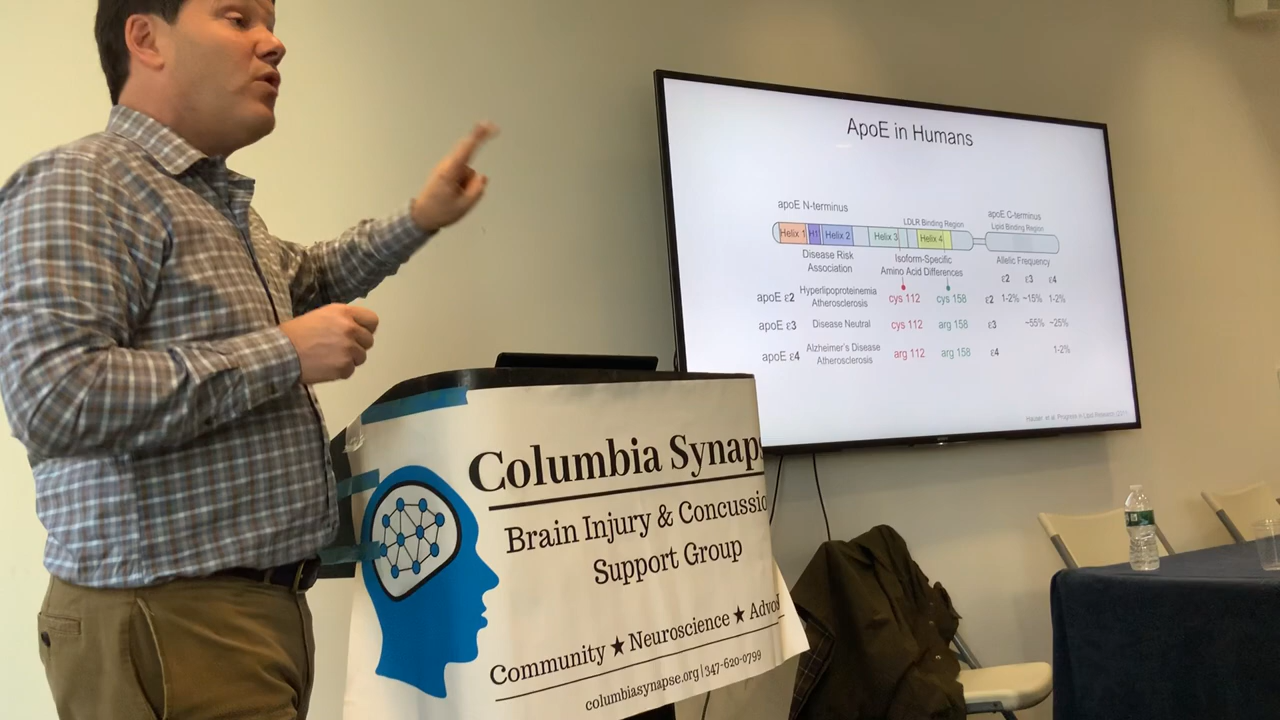 ApoE in Humans
apoE N-terminus
LDLR Binding Region
apoE C-terminus
Lipid Binding Region
Helix 1 H1' Helix 2 Helix 3 Helix 4
Disease Risk
Association
Isoform-Specific
Amino Acid Differences
Allelic Frequency
ε2 ε3 ε4
apoE ε2 Hyperlipoproteinemia
Atherosclerosis cys 112 cys 158 ε2 1-2% ~15% 1-2%
apoE ε3 Disease Neutral cys 112 arg 158 ε3 ~55% ~25%
apoE ε4 Alzheimer's Disease
Atherosclerosis arg 112 arg 158 ε4 1-2%
Columbia Synaps
Brain Injury & Concussio
Support Group
Community ★ Neuroscience ★ Advo
columbiasynapse.org | 347-620-0799